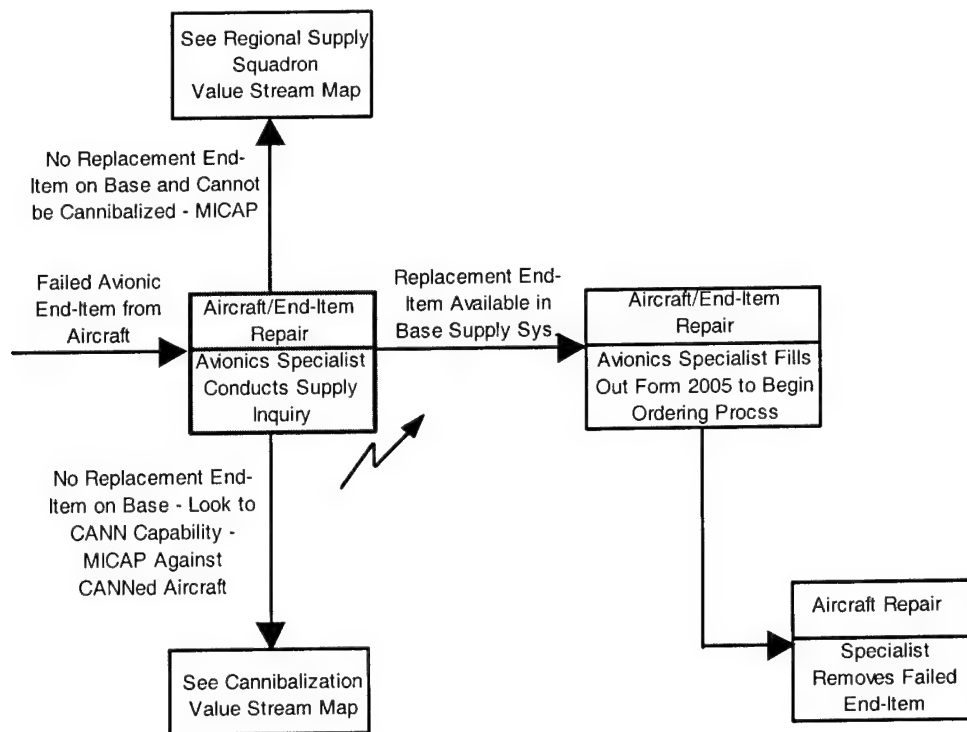 See Regional Supply
Squadron
Value Stream Map
No Replacement End-
Item on Base and Cannot
be Cannibalized - MICAP
Failed Avionic
End-Item from
Aircraft
Aircraft/End-Item
Repair
Avionics Specialist
Conducts Supply
Inquiry
Replacement End-
Item Available in
Base Supply Sys.
Aircraft/End-Item
Repair
Avionics Specialist Fills
Out Form 2005 to Begin
Ordering Procss
No Replacement End-
Item on Base - Look to
CANN Capability -
MICAP Against
CANNed Aircraft
See Cannibalization
Value Stream Map
Aircraft Repair
Specialist
Removes Failed
End-Item